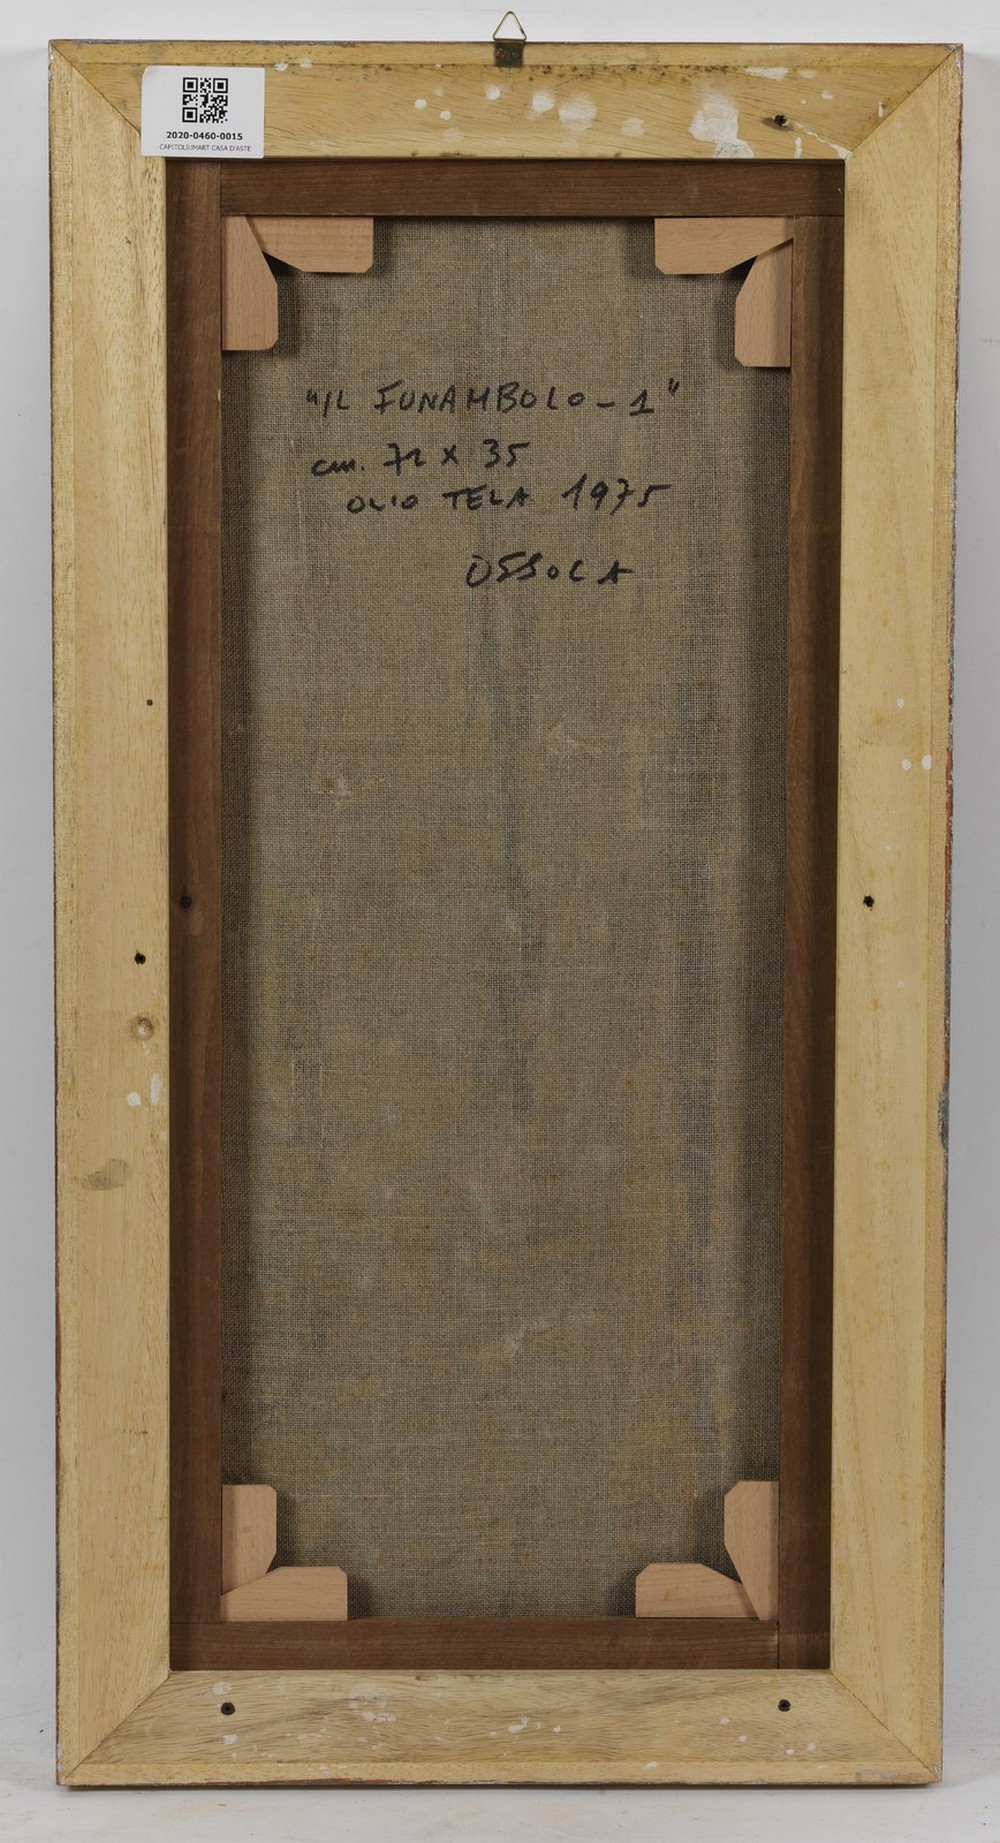 2020-0460-0015
CAPITOLIUMART CASA D'ASTE
"IL FUNAMBOLO - 1"
cm. 72 X 35
OLIO TELA 1975
OSSOLA